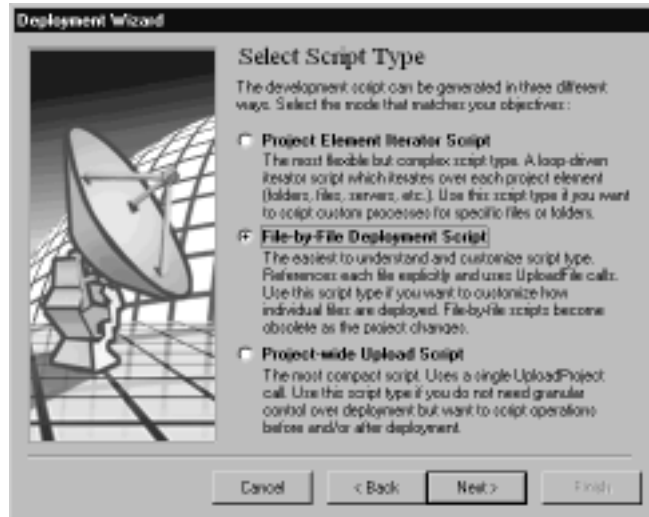 Deployment Wizard
Select Script Type
The development script can be generated in three different
ways. Select the mode that matches your objectives :
Project Element Iterator Script
The most flexible but complex script type. A loop-driven
iterator script which iterates over each project element
(folders, files, servers, etc.). Use this script type if you want
to script custom processes for specific files or folders.
File-by-File Deployment Script
The easiest to understand and customize script type.
References each file explicitly and uses UploadFile calls.
Use this script type if you want to customize how
individual files are deployed. File-by-file scripts become
obsolete as the project changes.
Project-wide Upload Script
The most compact script. Uses a single UploadProject
call. Use this script type if you do not need granular
control over deployment but want to script operations
before and/or after deployment.
Cancel
< Back
Next >
Finish